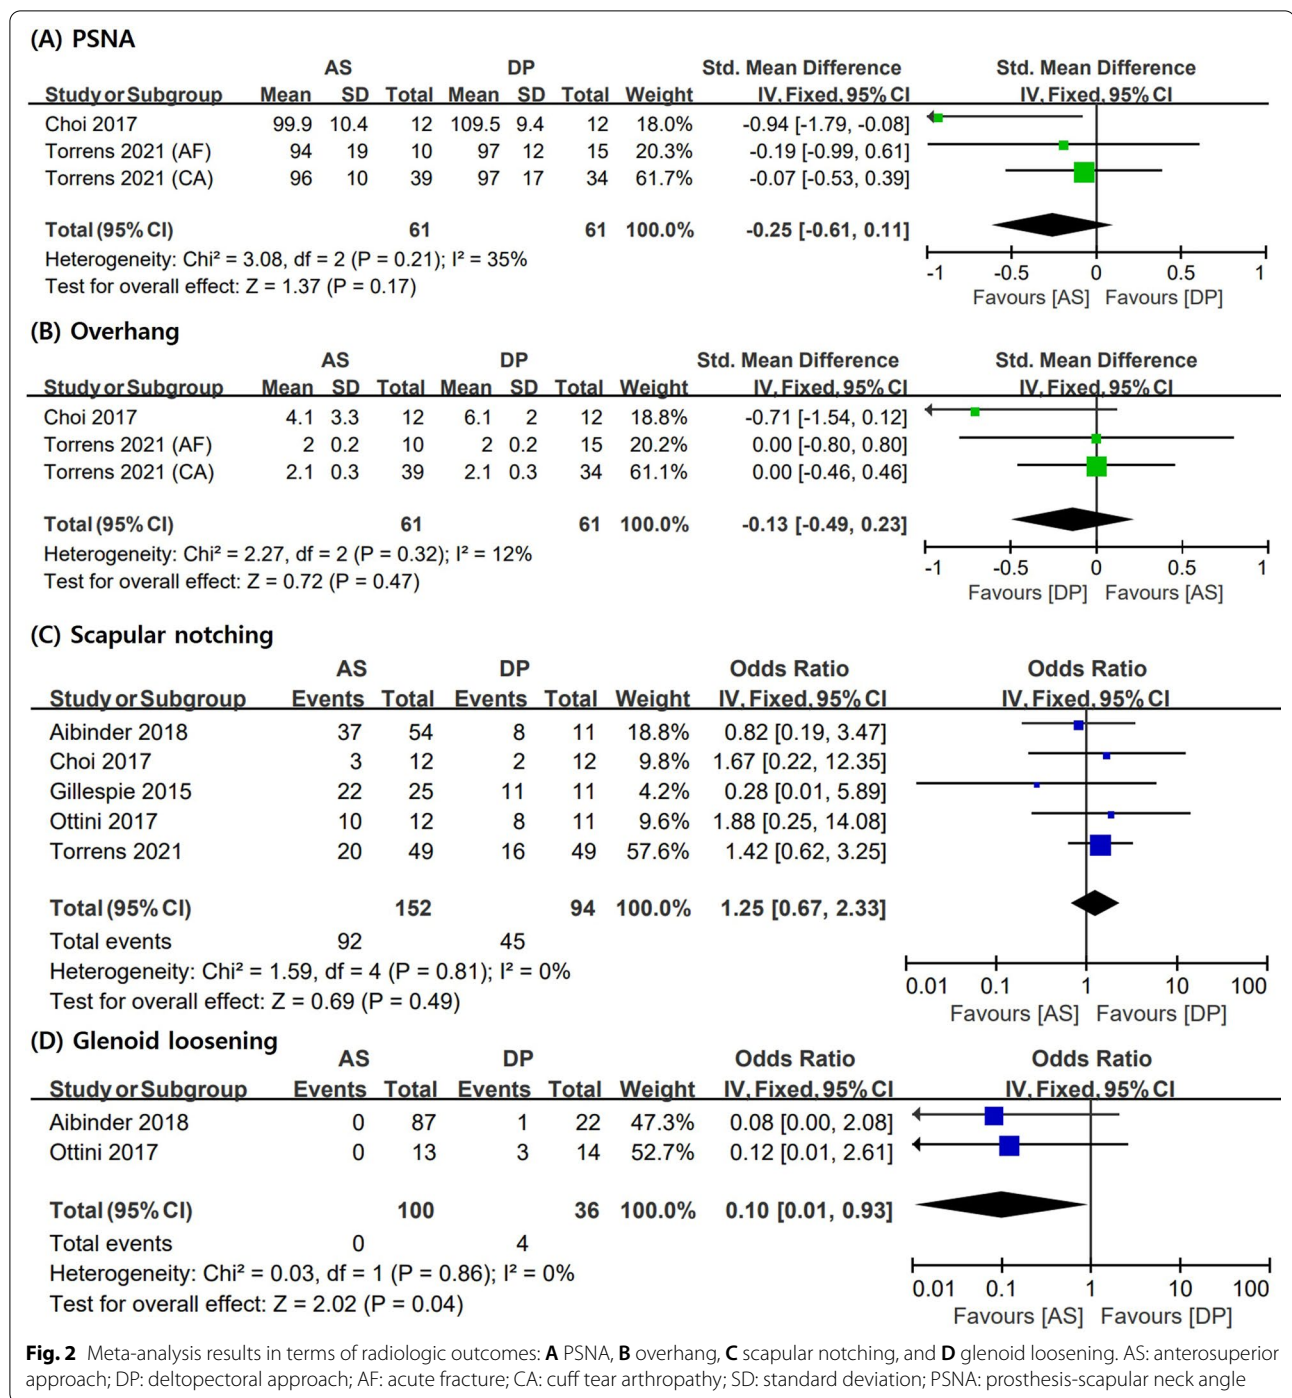 (A) PSNA
AS DP Std. Mean Difference Std. Mean Difference
Study or Subgroup Mean SD Total Mean SD Total Weight IV, Fixed, 95% CI IV, Fixed, 95% CI
Choi 2017 99.9 10.4 12 109.5 9.4 12 18.0% -0.94 [-1.79, -0.08]
Torrens 2021 (AF) 94 19 10 97 12 15 20.3% -0.19 [-0.99, 0.61]
Torrens 2021 (CA) 96 10 39 97 17 34 61.7% -0.07 [-0.53, 0.39]
Total (95% CI) 61 61 100.0% -0.25 [-0.61, 0.11]
Heterogeneity: Chi² = 3.08, df = 2 (P = 0.21); I² = 35%
Test for overall effect: Z = 1.37 (P = 0.17)
-1 -0.5 0 0.5 1
Favours [AS] Favours [DP]
(B) Overhang
AS DP Std. Mean Difference Std. Mean Difference
Study or Subgroup Mean SD Total Mean SD Total Weight IV, Fixed, 95% CI IV, Fixed, 95% CI
Choi 2017 4.1 3.3 12 6.1 2 12 18.8% -0.71 [-1.54, 0.12]
Torrens 2021 (AF) 2 0.2 10 2 0.2 15 20.2% 0.00 [-0.80, 0.80]
Torrens 2021 (CA) 2.1 0.3 39 2.1 0.3 34 61.1% 0.00 [-0.46, 0.46]
Total (95% CI) 61 61 100.0% -0.13 [-0.49, 0.23]
Heterogeneity: Chi² = 2.27, df = 2 (P = 0.32); I² = 12%
Test for overall effect: Z = 0.72 (P = 0.47)
-1 -0.5 0 0.5 1
Favours [DP] Favours [AS]
(C) Scapular notching
AS DP Odds Ratio Odds Ratio
Study or Subgroup Events Total Events Total Weight IV, Fixed, 95% CI IV, Fixed, 95% CI
Aibinder 2018 37 54 8 11 18.8% 0.82 [0.19, 3.47]
Choi 2017 3 12 2 12 9.8% 1.67 [0.22, 12.35]
Gillespie 2015 22 25 11 11 4.2% 0.28 [0.01, 5.89]
Ottini 2017 10 12 8 11 9.6% 1.88 [0.25, 14.08]
Torrens 2021 20 49 16 49 57.6% 1.42 [0.62, 3.25]
Total (95% CI) 152 94 100.0% 1.25 [0.67, 2.33]
Total events 92 45
Heterogeneity: Chi² = 1.59, df = 4 (P = 0.81); I² = 0%
Test for overall effect: Z = 0.69 (P = 0.49)
0.01 0.1 1 10 100
Favours [AS] Favours [DP]
(D) Glenoid loosening
AS DP Odds Ratio Odds Ratio
Study or Subgroup Events Total Events Total Weight IV, Fixed, 95% CI IV, Fixed, 95% CI
Aibinder 2018 0 87 1 22 47.3% 0.08 [0.00, 2.08]
Ottini 2017 0 13 3 14 52.7% 0.12 [0.01, 2.61]
Total (95% CI) 100 36 100.0% 0.10 [0.01, 0.93]
Total events 0 4
Heterogeneity: Chi² = 0.03, df = 1 (P = 0.86); I² = 0%
Test for overall effect: Z = 2.02 (P = 0.04)
0.01 0.1 1 10 100
Favours [AS] Favours [DP]
Fig. 2 Meta-analysis results in terms of radiologic outcomes: A PSNA, B overhang, C scapular notching, and D glenoid loosening. AS: anterosuperior
approach; DP: deltopectoral approach; AF: acute fracture; CA: cuff tear arthropathy; SD: standard deviation; PSNA: prosthesis-scapular neck angle